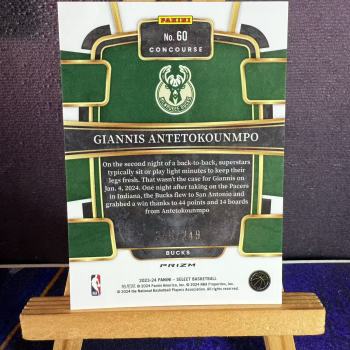 PANINI
No. 60
CONCOURSE
GIANNIS ANTETOKOUNMPO
On the second night of a back-to-back, superstars
typically sit or play light minutes to keep their
legs fresh. That wasn't the case for Giannis on
Jan. 4, 2024. One night after taking on the Pacers
in Indiana, the Bucks flew to San Antonio and
grabbed a win thanks to 44 points and 14 boards
from Antetokounmpo
BUCKS
PRIZM
2023-24 PANINI – SELECT BASKETBALL
© 2024 Panini America, Inc. © 2024 NBA Properties, Inc.
© 2024 the National Basketball Players Association. All rights reserved.